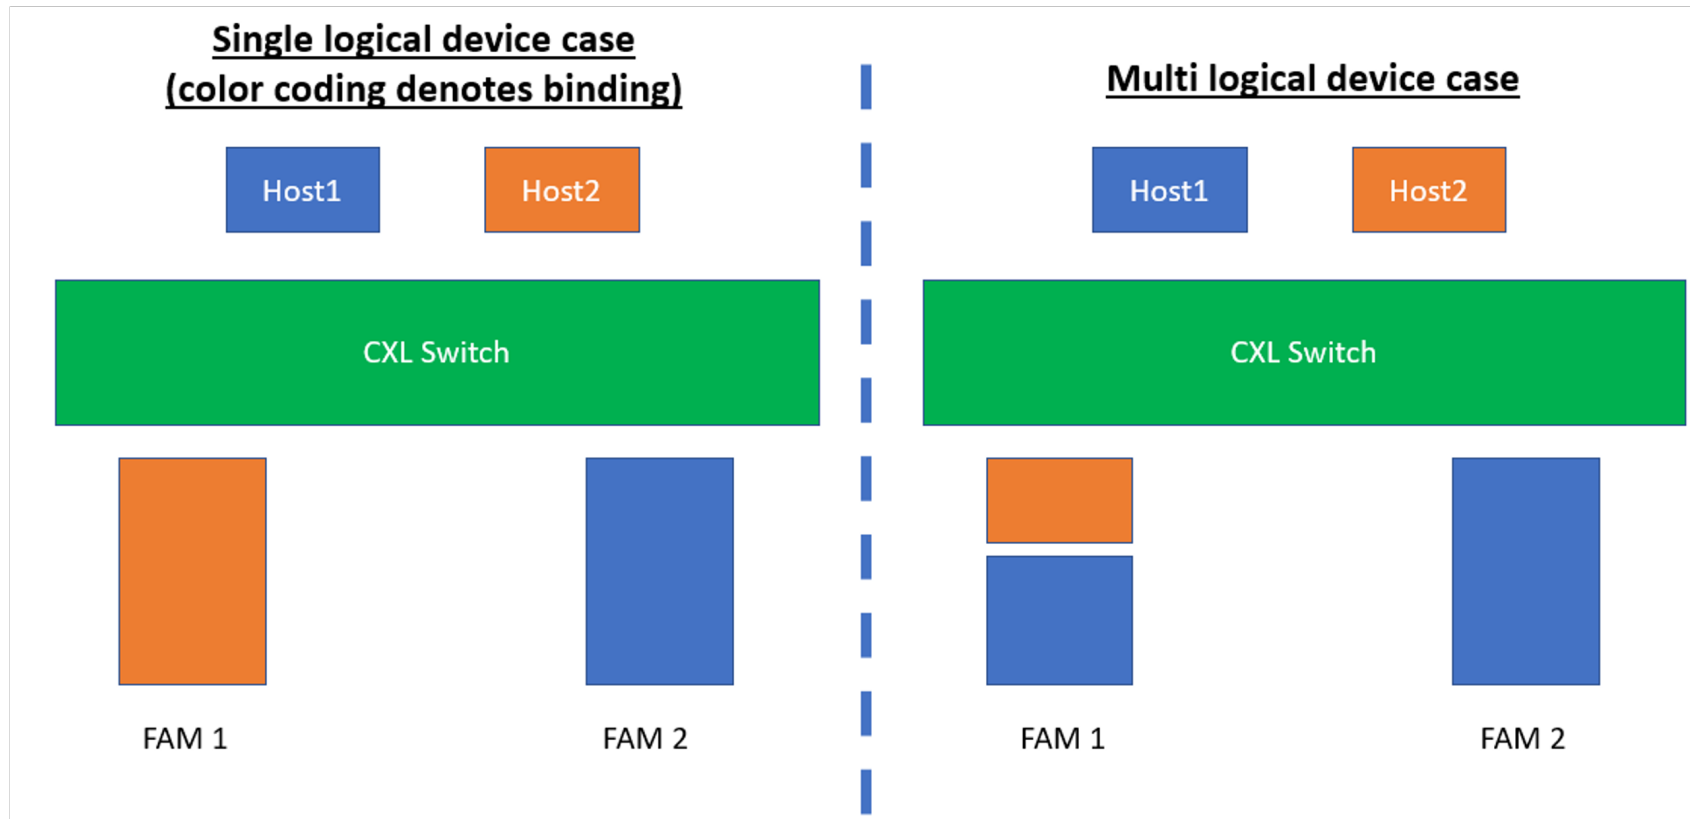 Single logical device case
(color coding denotes binding)
Host1
Host2
CXL Switch
FAM 1
FAM 2
Multi logical device case
Host1
Host2
CXL Switch
FAM 1
FAM 2